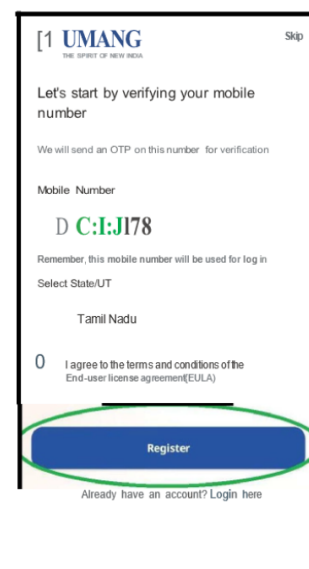 [1 UMANG
Skip
THE SPIRIT OF NEW INDIA
Let's start by verifying your mobile
number
We will send an OTP on this number for verification
Mobile Number
D C:I:Jl78
Remember, this mobile number will be used for log in
Select State/UT
Tamil Nadu
0 I agree to the terms and conditions of the
End-user license agreement(EULA)
Register
Already have an account? Login here